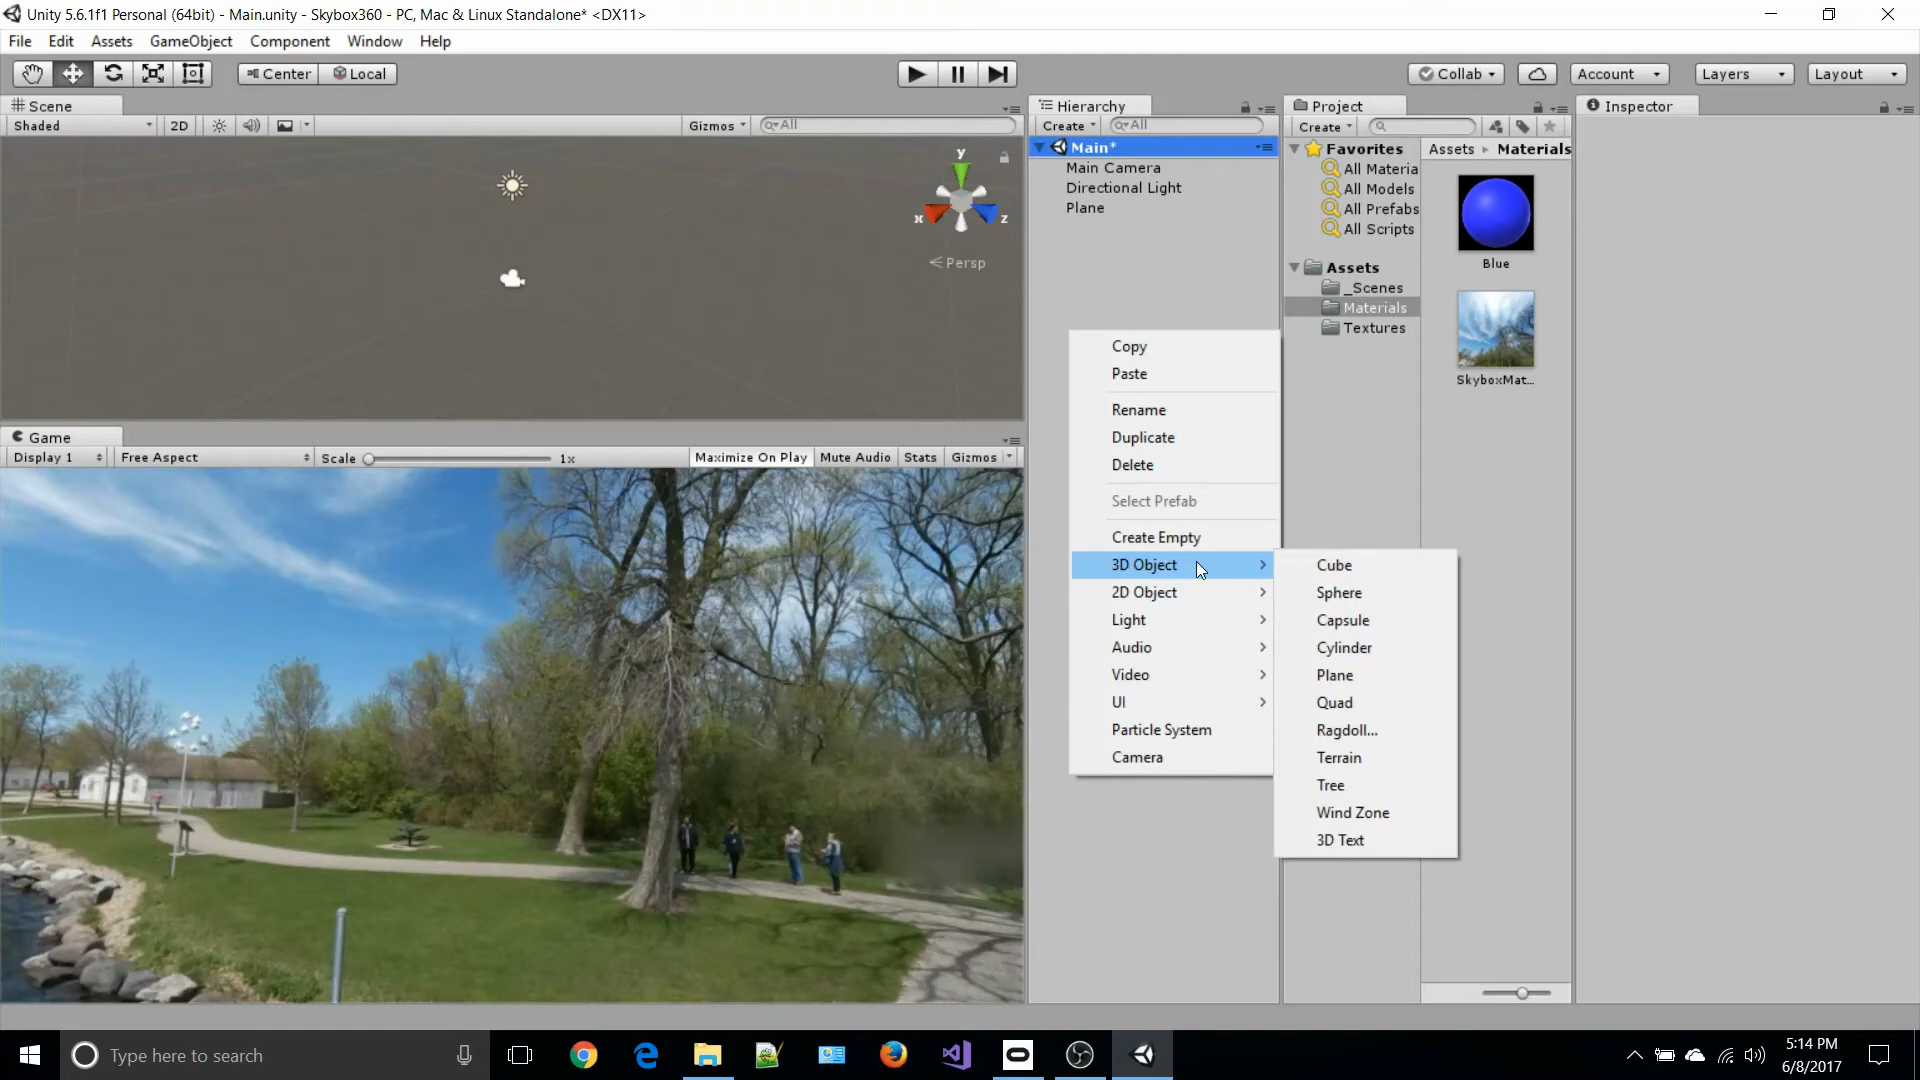 Unity 5.6.1f1 Personal (64bit) - Main.unity - Skybox360 - PC, Mac & Linux Standalone* <DX11>
File Edit Assets GameObject Component Window Help
Center Local
Collab Account Layers Layout
Scene
Shaded 2D Gizmos All
y
x z
Persp
Game
Display 1 Free Aspect Scale 1x Maximize On Play Mute Audio Stats Gizmos
Hierarchy
Create All
Main*
Main Camera
Directional Light
Plane
Copy
Paste
Rename
Duplicate
Delete
Select Prefab
Create Empty
3D Object
2D Object
Light
Audio
Video
UI
Particle System
Camera
Cube
Sphere
Capsule
Cylinder
Plane
Quad
Ragdoll...
Terrain
Tree
Wind Zone
3D Text
Project
Create
Favorites
All Materia
All Models
All Prefabs
All Scripts
Assets
_Scenes
Materials
Textures
Assets Materials
Blue
SkyboxMat...
Inspector
Type here to search
5:14 PM
6/8/2017